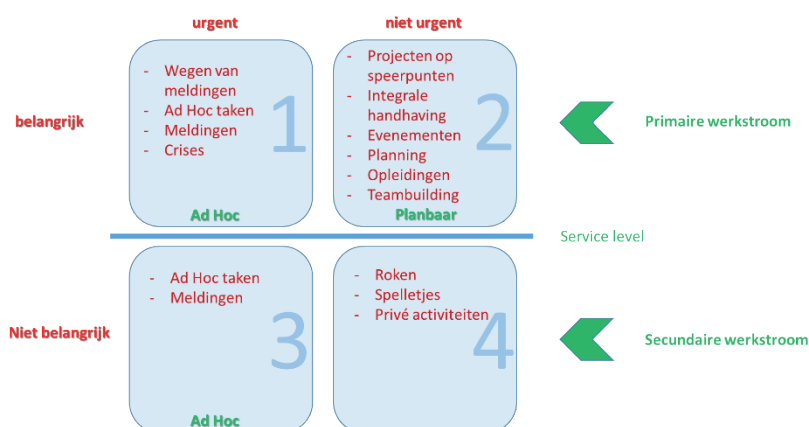 urgent
niet urgent
belangrijk
- Wegen van
meldingen
- Ad Hoc taken
- Meldingen
- Crises
1
Ad Hoc
- Projecten op
speerpunten
- Integrale
handhaving
- Evenementen
- Planning
- Opleidingen
- Teambuilding
2
Planbaar
Primaire werkstroom
Service level
Niet belangrijk
- Ad Hoc taken
- Meldingen
3
Ad Hoc
- Roken
- Spelletjes
- Privé activiteiten
4
Secundaire werkstroom